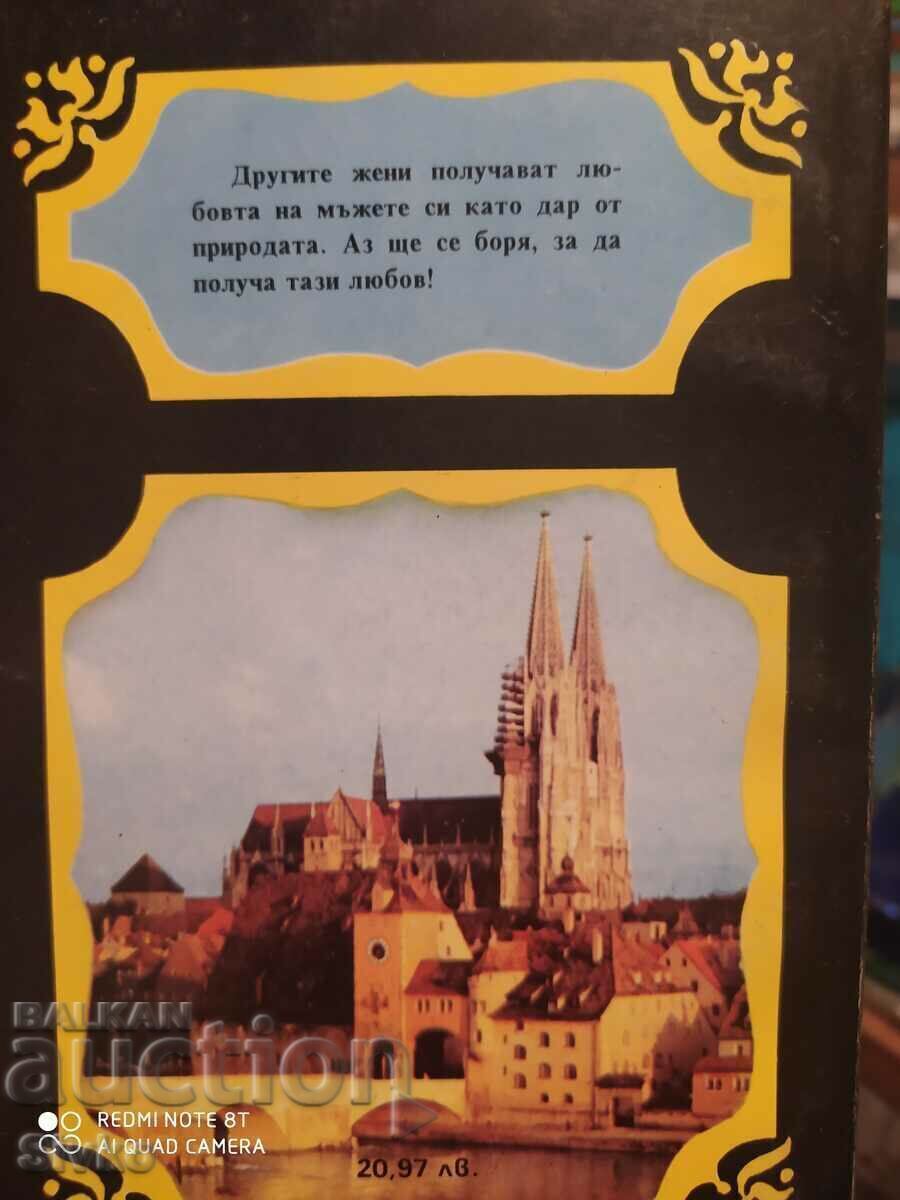 Другите жени получават лю-
бовта на мъжете си като дар от
природата. Аз ще се боря, за да
получа тази любов!
BALKAN
auction
REDMI NOTE 8T
AI QUAD CAMERA
20,97 лв.